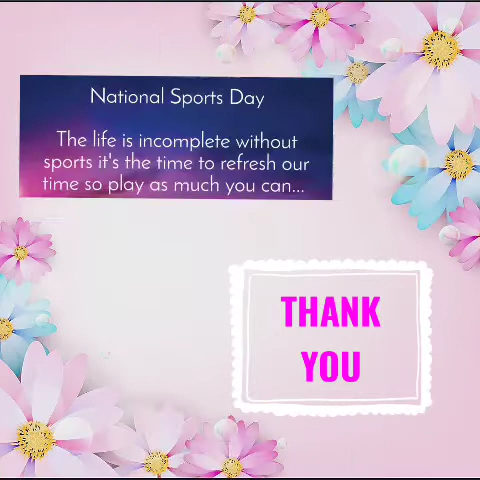 National Sports Day
The life is incomplete without
sports it's the time to refresh our
time so play as much you can...
THANK
YOU